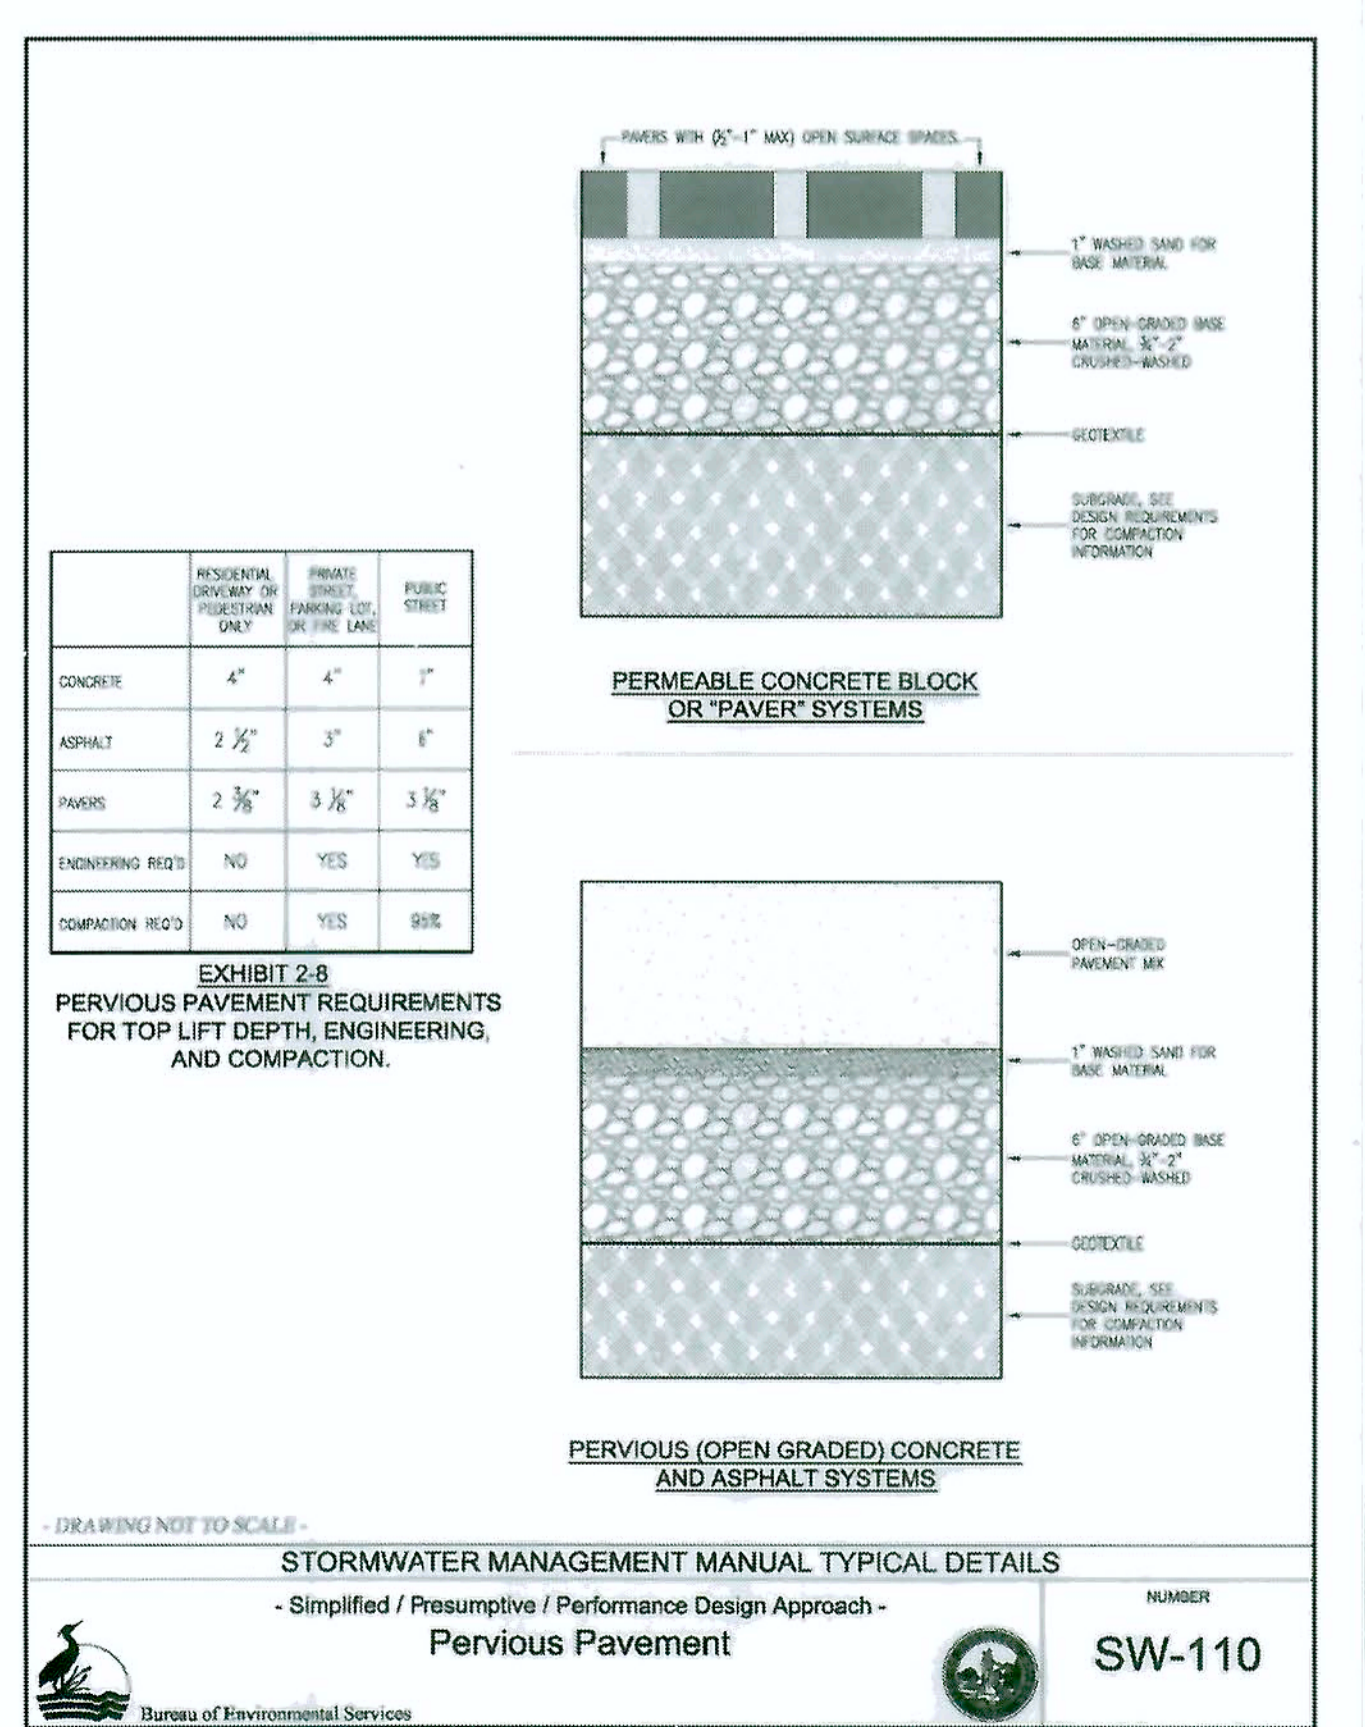 PAVERS WITH (½"-1" MAX) OPEN SURFACE SPACES.
1" WASHED SAND FOR
BASE MATERIAL
6" OPEN-GRADED BASE
MATERIAL, ¾"-2"
CRUSHED-WASHED
GEOTEXTILE
SUBGRADE, SEE
DESIGN REQUIREMENTS
FOR COMPACTION
INFORMATION
PERMEABLE CONCRETE BLOCK
OR "PAVER" SYSTEMS
RESIDENTIAL
DRIVEWAY OR
PEDESTRIAN
ONLY
PRIVATE
STREET,
PARKING LOT,
OR FIRE LANE
PUBLIC
STREET
CONCRETE 4" 4" 7"
ASPHALT 2 ½" 3" 6"
PAVERS 2 ⅜" 3 ⅛" 3 ⅛"
ENGINEERING REQ'D NO YES YES
COMPACTION REQ'D NO YES 95%
EXHIBIT 2-8
PERVIOUS PAVEMENT REQUIREMENTS
FOR TOP LIFT DEPTH, ENGINEERING,
AND COMPACTION.
OPEN-GRADED
PAVEMENT MIX
1" WASHED SAND FOR
BASE MATERIAL
6" OPEN-GRADED BASE
MATERIAL, ¾"-2"
CRUSHED-WASHED
GEOTEXTILE
SUBGRADE, SEE
DESIGN REQUIREMENTS
FOR COMPACTION
INFORMATION
PERVIOUS (OPEN GRADED) CONCRETE
AND ASPHALT SYSTEMS
- DRAWING NOT TO SCALE -
STORMWATER MANAGEMENT MANUAL TYPICAL DETAILS
- Simplified / Presumptive / Performance Design Approach -
Pervious Pavement
Bureau of Environmental Services
NUMBER
SW-110